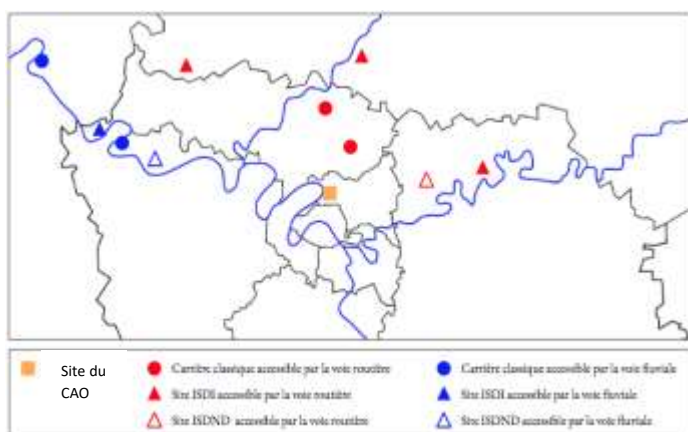 Site du
CAO
Carrière classique accessible par la voie routière
Site ISDI accessible par la voie routière
Site ISDND accessible par la voie routière
Carrière classique accessible par la voie fluviale
Site ISDI accessible par la voie fluviale
Site ISDND accessible par la voie fluviale